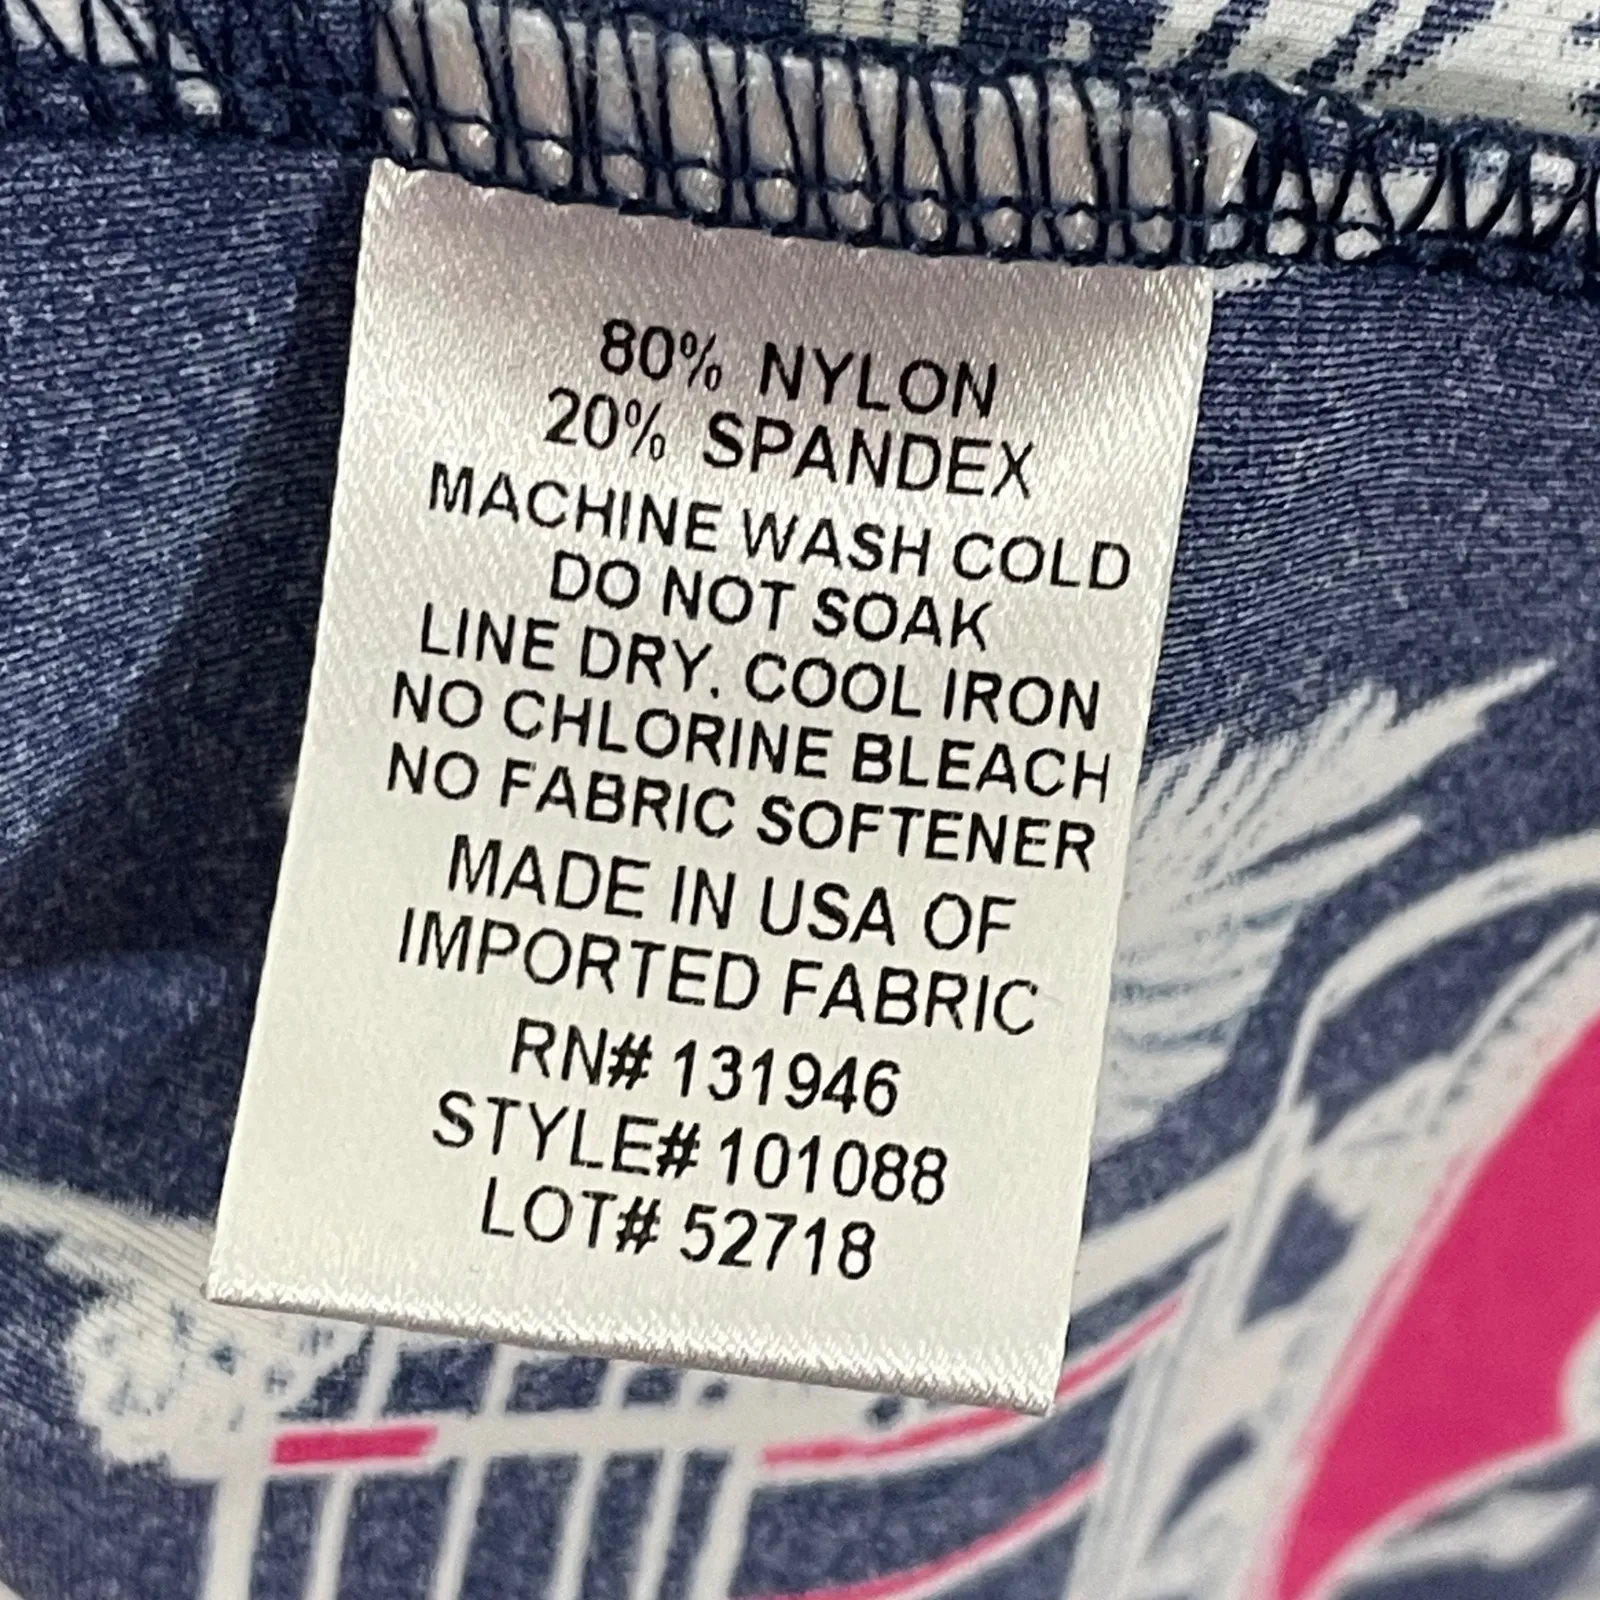 80% NYLON
20% SPANDEX
MACHINE WASH COLD
DO NOT SOAK
LINE DRY. COOL IRON
NO CHLORINE BLEACH
NO FABRIC SOFTENER
MADE IN USA OF
IMPORTED FABRIC
RN# 131946
STYLE# 101088
LOT# 52718